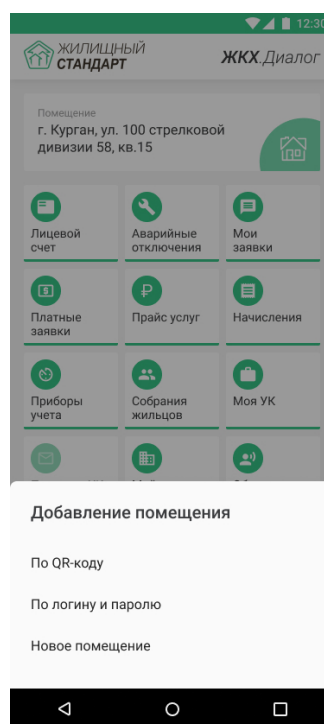 12:30
ЖИЛИЩНЫЙ
СТАНДАРТ
ЖКХ.Диалог
Помещение
г. Курган, ул. 100 стрелковой
дивизии 58, кв.15
Лицевой
счет
Аварийные
отключения
Мои
заявки
Платные
заявки
Прайс услуг
Начисления
Приборы
учета
Собрания
жильцов
Моя УК
Добавление помещения
По QR-коду
По логину и паролю
Новое помещение